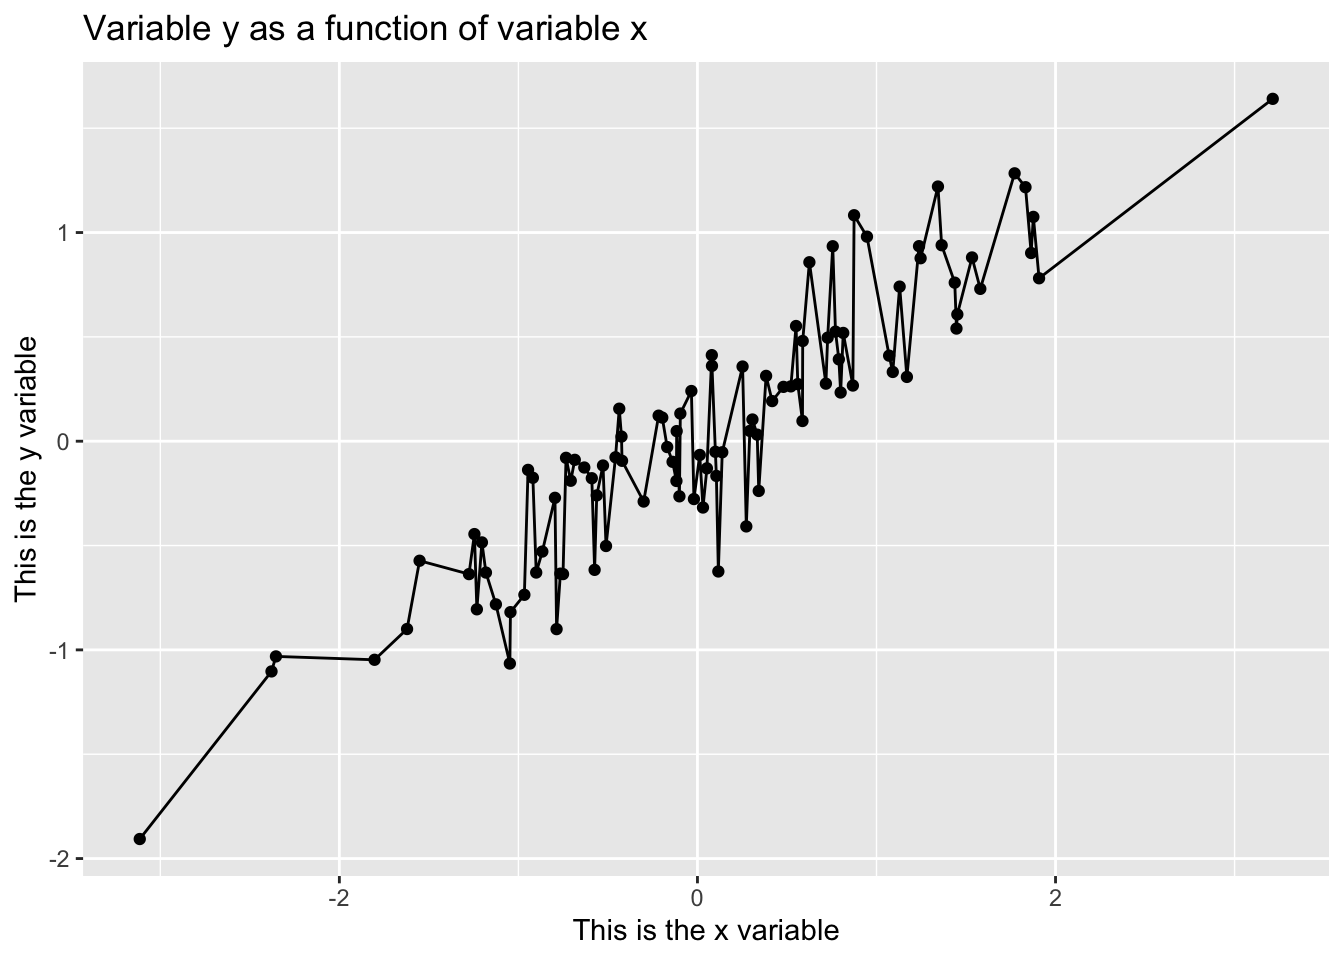 Variable y as a function of variable x
This is the y variable
1
0
-1
-2
-2
0
2
This is the x variable